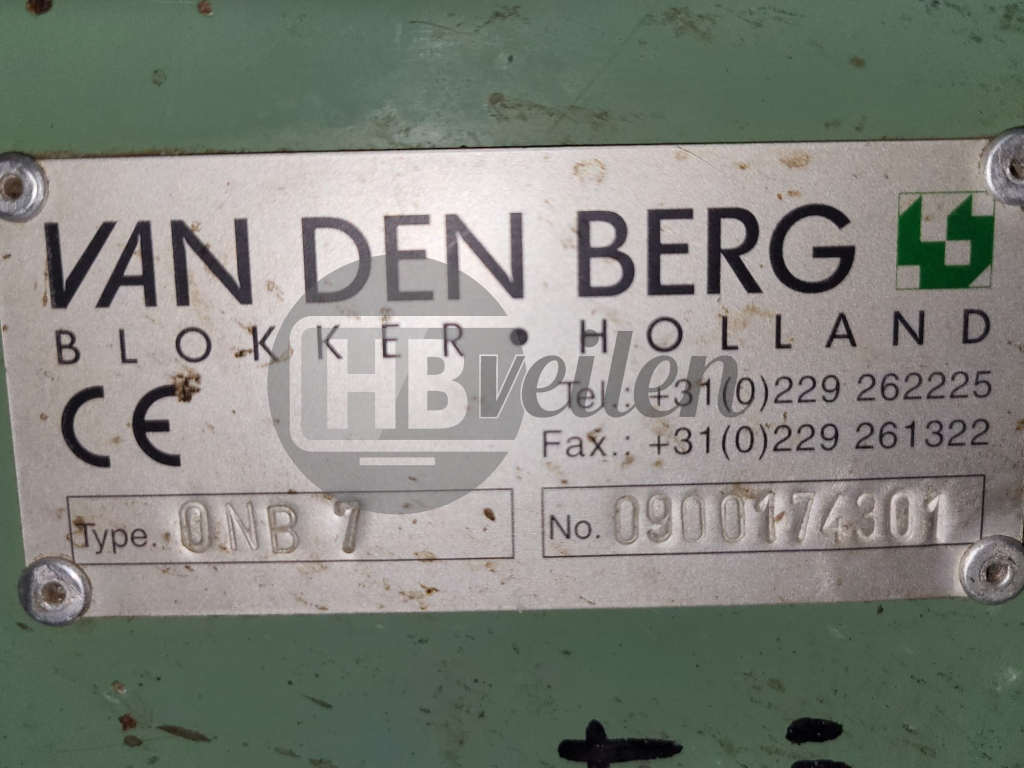 VAN DEN BERG
BLOKKER • HOLLAND
CE
Tel.: +31(0)229 262225
Fax.: +31(0)229 261322
Type. ONB 7
No. 0900174301
HBveilen